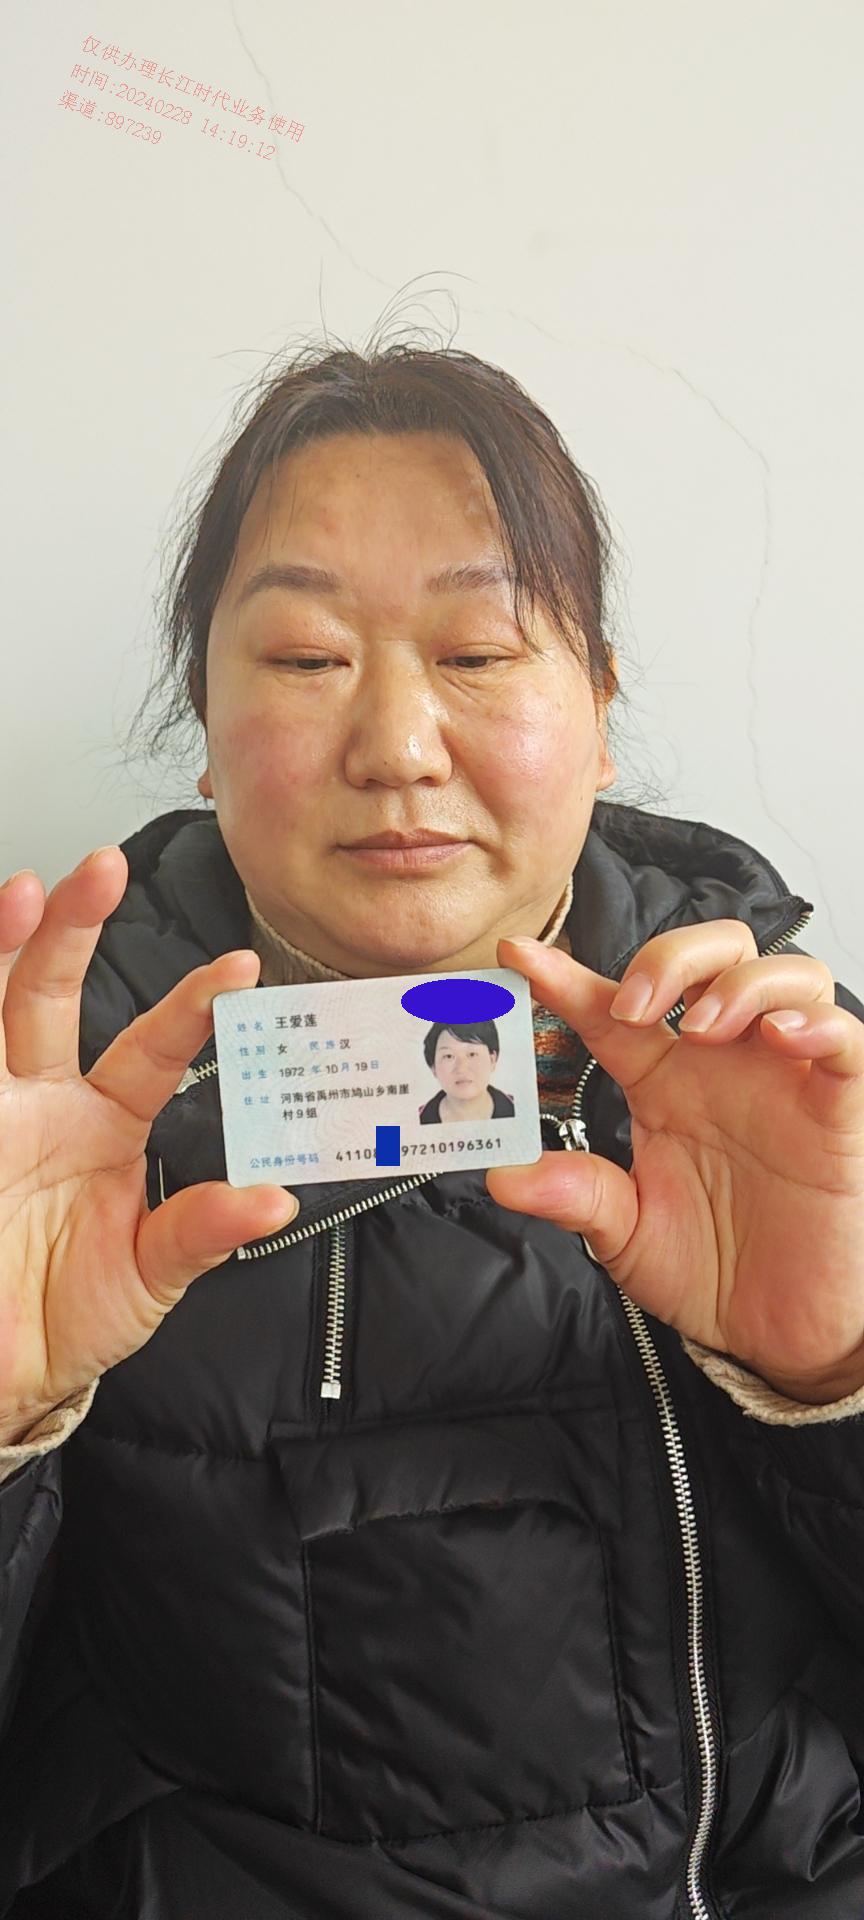 仅供办理长江时代业务使用
时间:20240228 14:19:12
渠道:897239
姓名 王爱莲
性别 女 民族 汉
出生 1972 年 10 月 19 日
住址 河南省禹州市鸠山乡南崖
村9组
公民身份号码 4110 97210196361